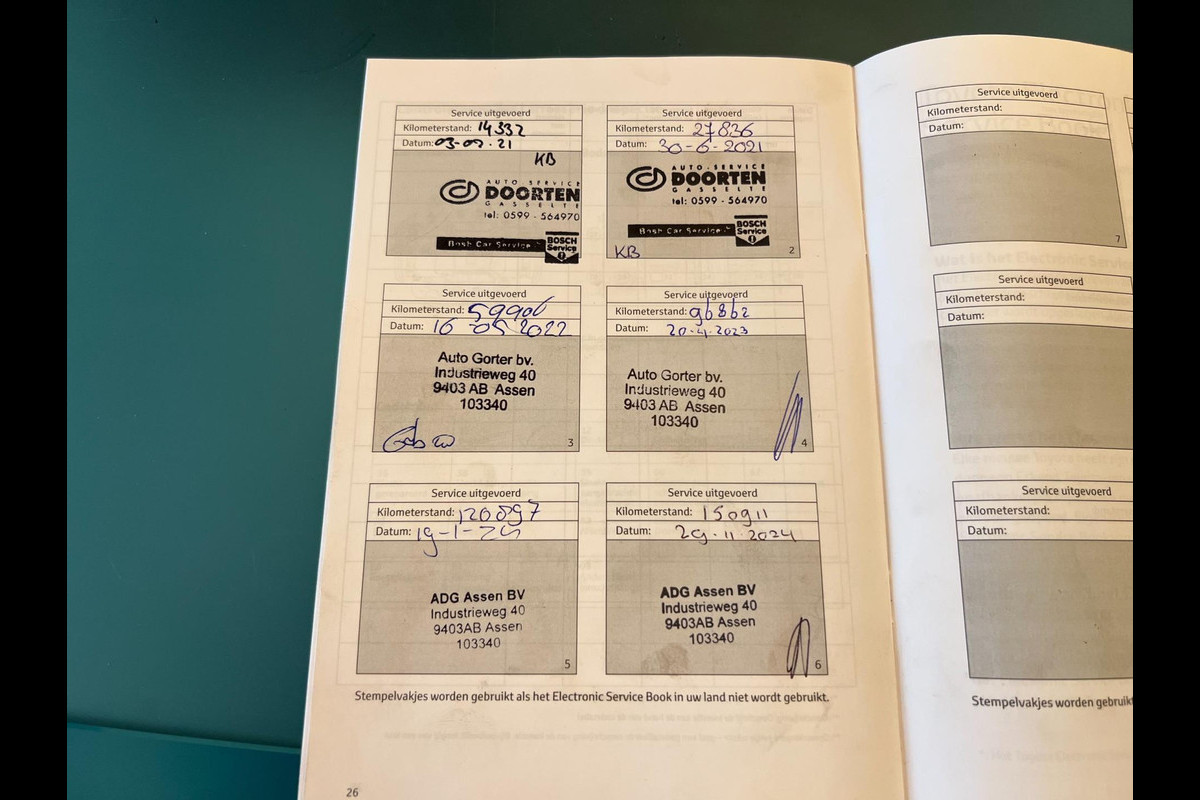 Service uitgevoerd
Kilometerstand: 14332
Datum: 03-02-21
KB
AUTO SERVICE
DOORTEN
GASSELTE
tel: 0599 - 564970
Bosch Car Service
BOSCH
Service
Service uitgevoerd
Kilometerstand: 27836
Datum: 30-6-2021
AUTO-SERVICE
DOORTEN
GASSELTE
tel: 0599 - 564970
Bosch Car Service
BOSCH
Service
KB
2
Service uitgevoerd
Kilometerstand:
Datum: 16-05 2022
Auto Gorter bv.
Industrieweg 40
9403 AB Assen
103340
3
Service uitgevoerd
Kilometerstand: 96862
Datum: 20.4.2023
Auto Gorter bv.
Industrieweg 40
9403 AB Assen
103340
4
Service uitgevoerd
Kilometerstand: 120897
Datum: 19-1-24
ADG Assen BV
Industrieweg 40
9403AB Assen
103340
5
Service uitgevoerd
Kilometerstand: 150911
Datum: 29.11.2024
ADG Assen BV
Industrieweg 40
9403AB Assen
103340
6
Stempelvakjes worden gebruikt als het Electronic Service Book in uw land niet wordt gebruikt.
26
Service uitgevoerd
Kilometerstand:
Datum:
7
Service uitgevoerd
Kilometerstand:
Datum:
Service uitgevoerd
Kilometerstand:
Datum:
Stempelvakjes worden gebruikt